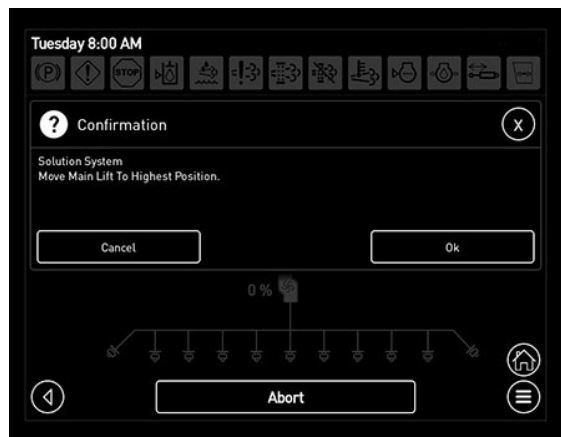 Tuesday 8:00 AM
(P)
STOP
? Confirmation X
Solution System
Move Main Lift To Highest Position.
Cancel Ok
0 %
Abort